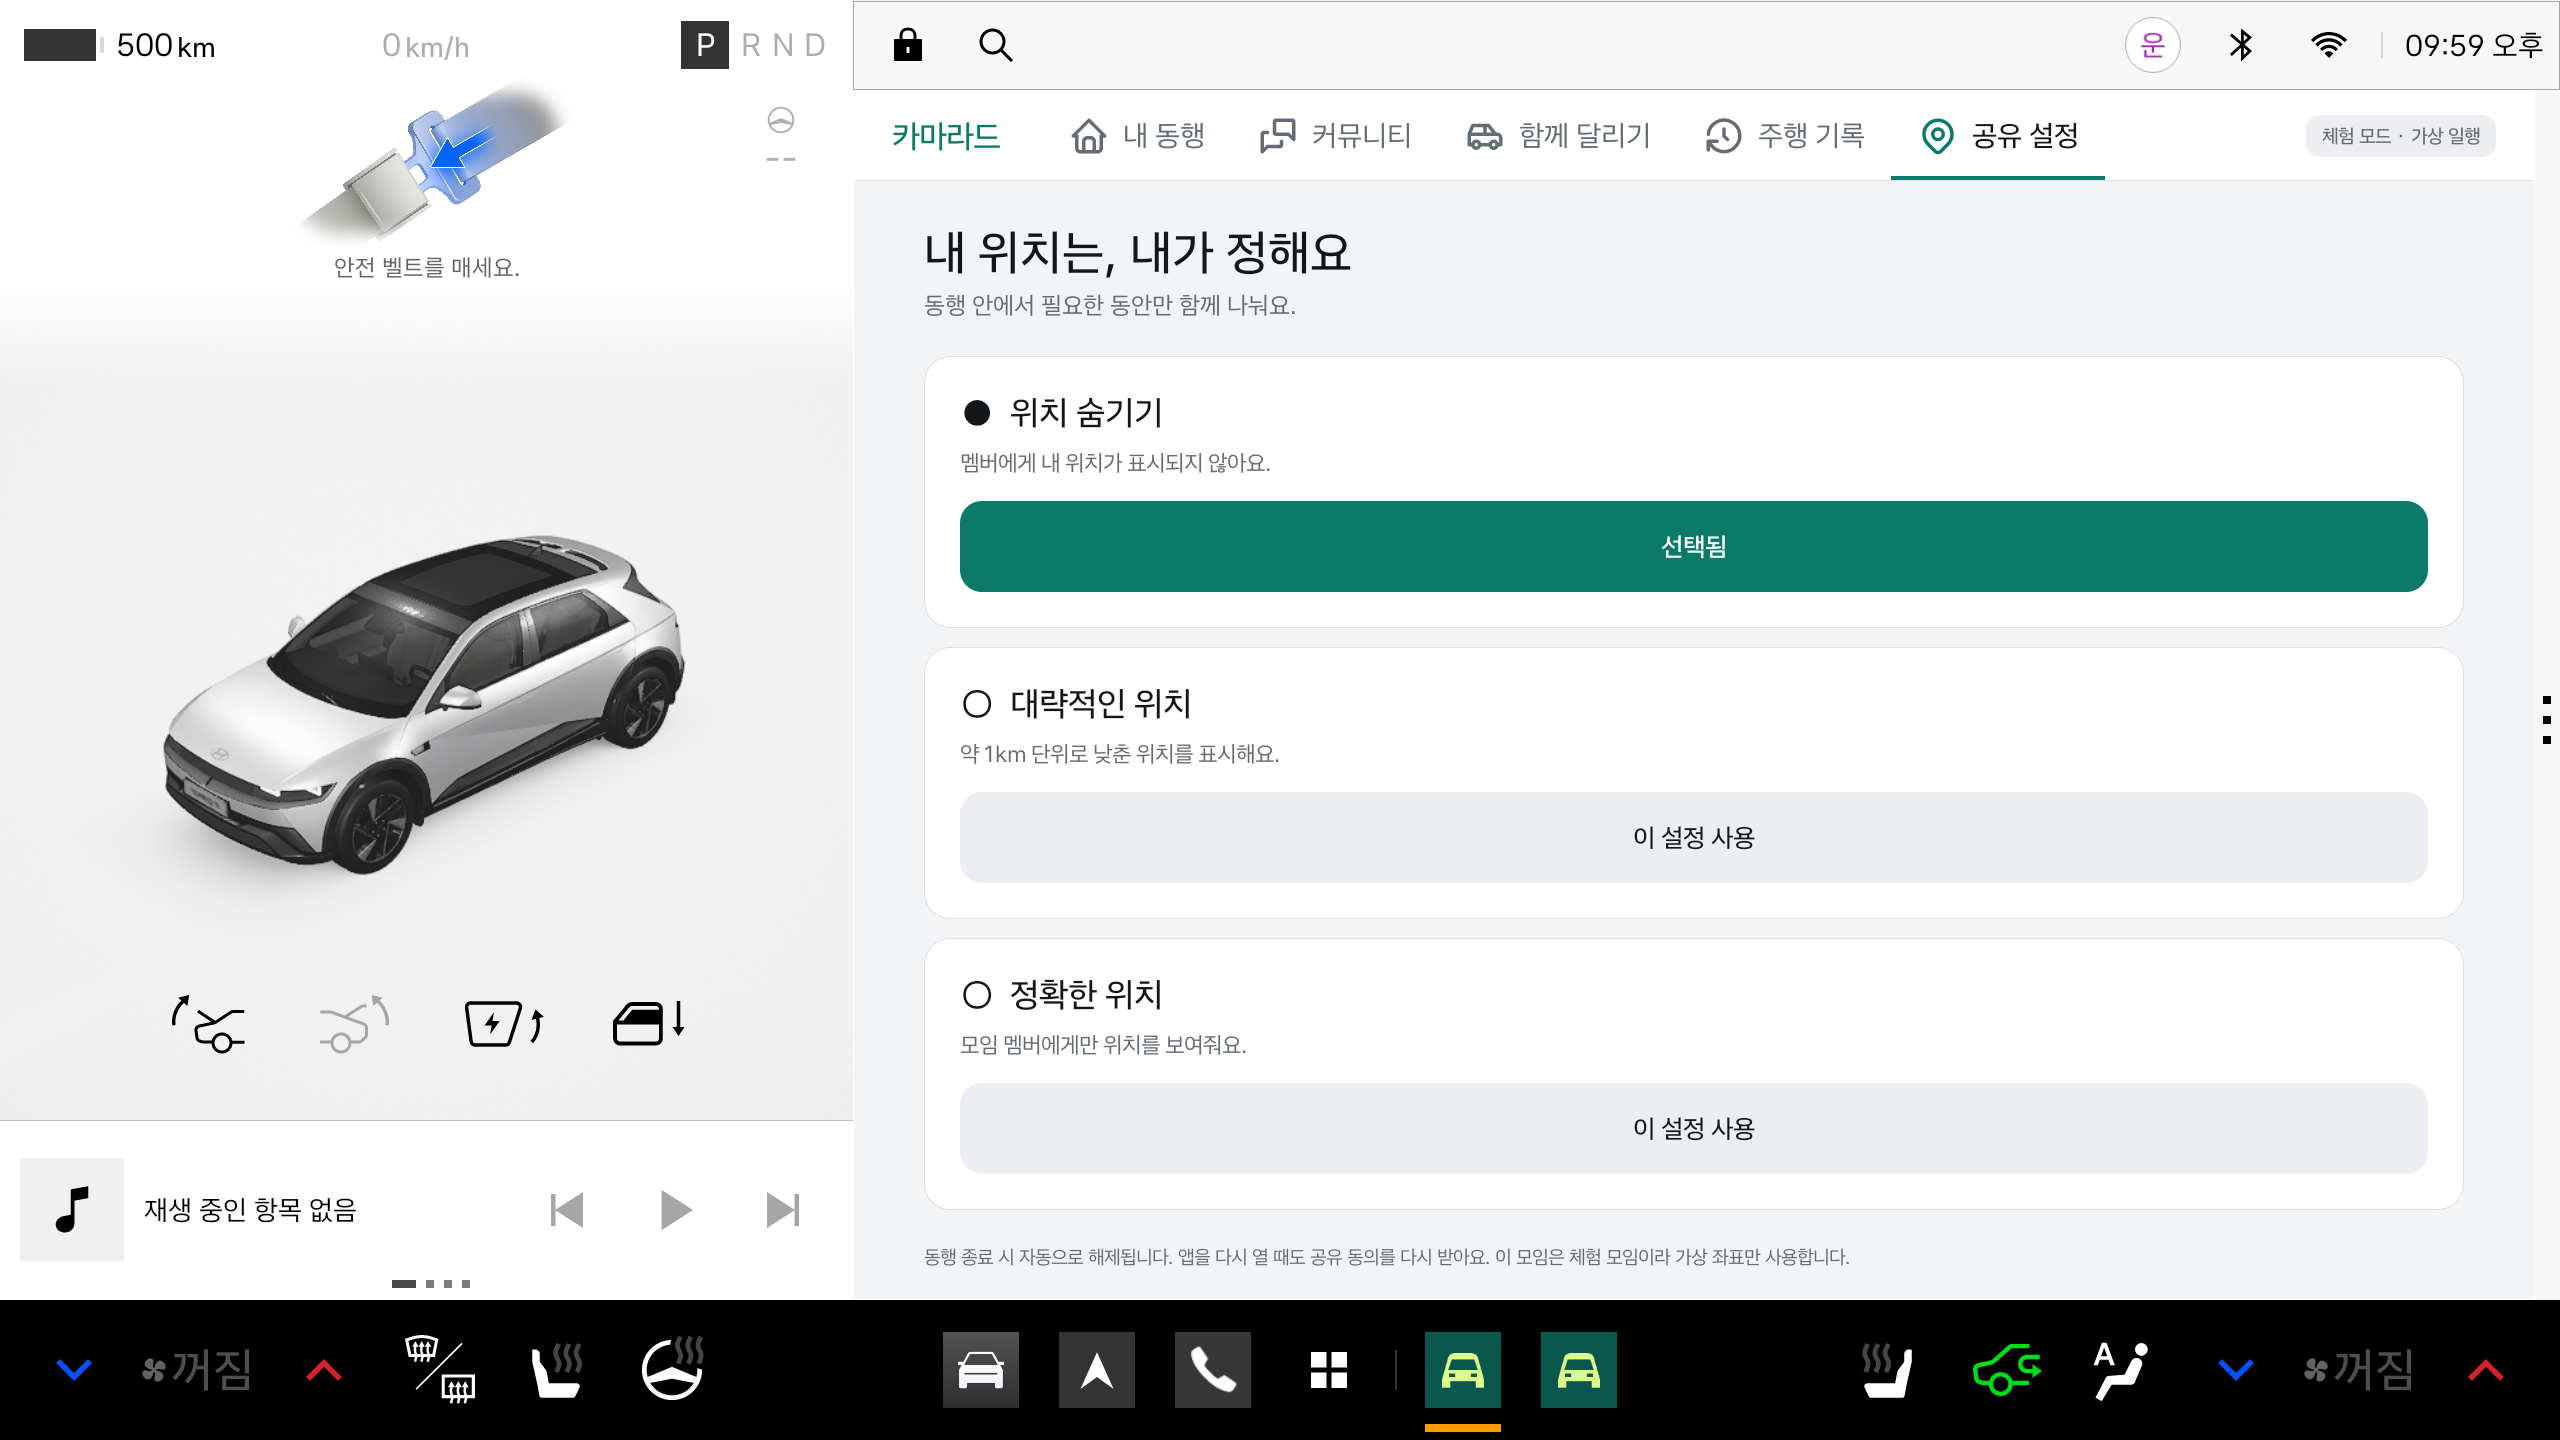 500 km
0 km/h
P R N D
안전 벨트를 매세요.
재생 중인 항목 없음
운
09:59 오후
카마라드
내 동행
커뮤니티
함께 달리기
주행 기록
공유 설정
체험 모드 · 가상 일행
내 위치는, 내가 정해요
동행 안에서 필요한 동안만 함께 나눠요.
위치 숨기기
멤버에게 내 위치가 표시되지 않아요.
선택됨
대략적인 위치
약 1km 단위로 낮춘 위치를 표시해요.
이 설정 사용
정확한 위치
모임 멤버에게만 위치를 보여줘요.
이 설정 사용
동행 종료 시 자동으로 해제됩니다. 앱을 다시 열 때도 공유 동의를 다시 받아요. 이 모임은 체험 모임이라 가상 좌표만 사용합니다.
꺼짐
A
꺼짐